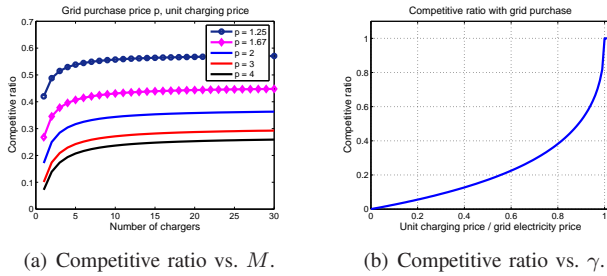 Grid purchase price p, unit charging price
0.7
0.6
0.5
0.4
0.3
0.2
0.1
0
Competitive ratio
p = 1.25
p = 1.67
p = 2
p = 3
p = 4
0 5 10 15 20 25 30
Number of chargers
(a) Competitive ratio vs. M.
Competitive ratio with grid purchase
1
0.8
0.6
0.4
0.2
0
Competitive ratio
0 0.2 0.4 0.6 0.8 1
Unit charging price / grid electricity price
(b) Competitive ratio vs. γ.